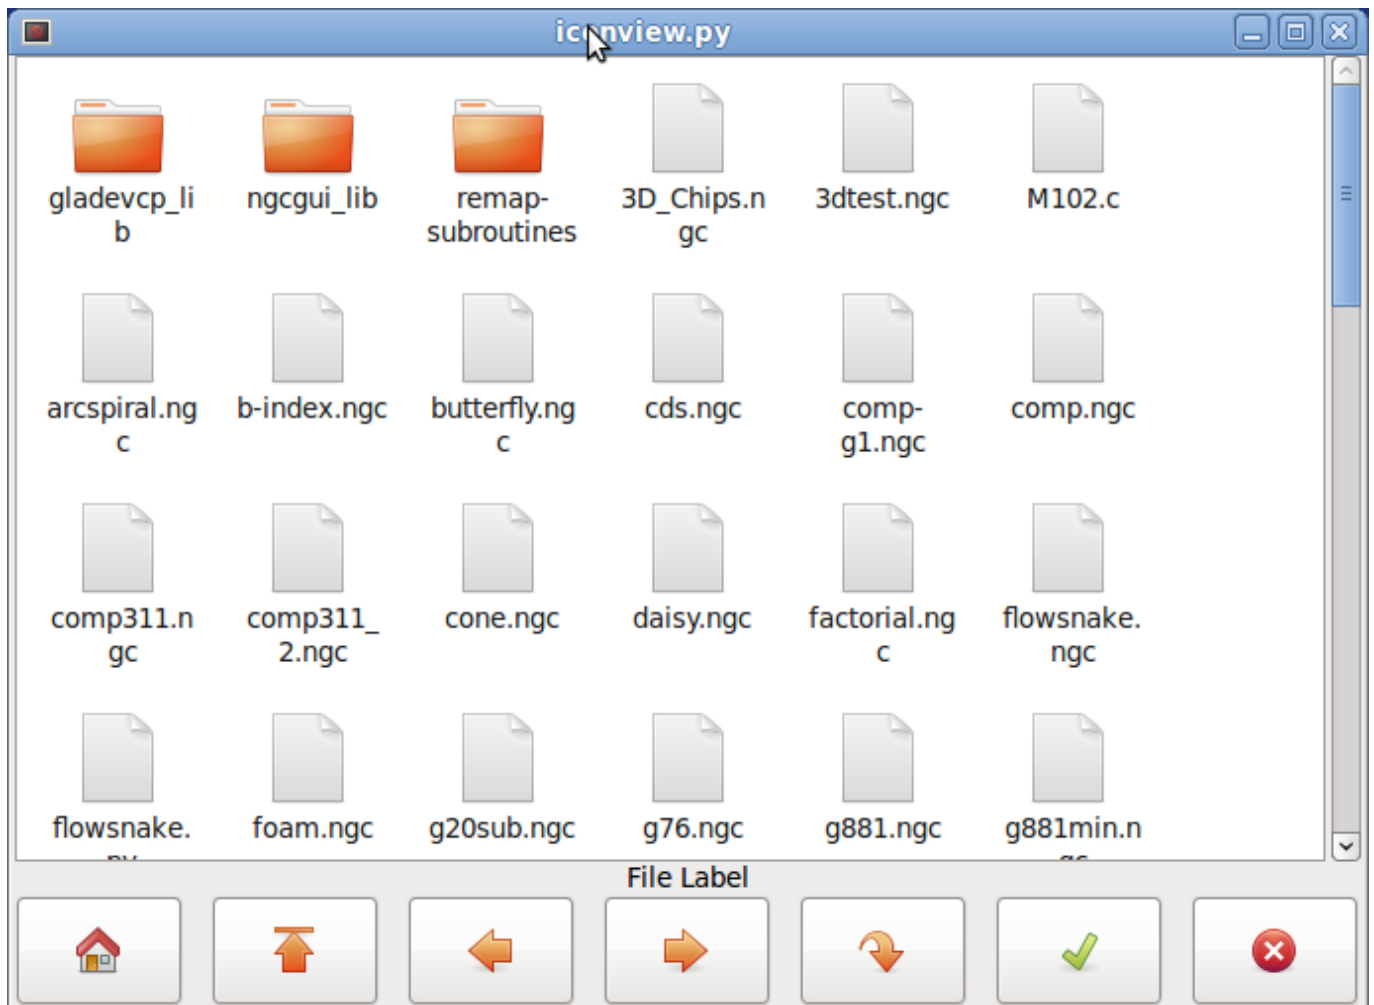 iconview.py
gladevcp_li
b
ngcgui_lib
remap-
subroutines
3D_Chips.n
gc
3dtest.ngc
M102.c
arcspiral.ng
c
b-index.ngc
butterfly.ng
c
cds.ngc
comp-
g1.ngc
comp.ngc
comp311.n
gc
comp311_
2.ngc
cone.ngc
daisy.ngc
factorial.ng
c
flowsnake.
ngc
flowsnake.
py
foam.ngc
g20sub.ngc
g76.ngc
g881.ngc
g881min.n
gc
File Label